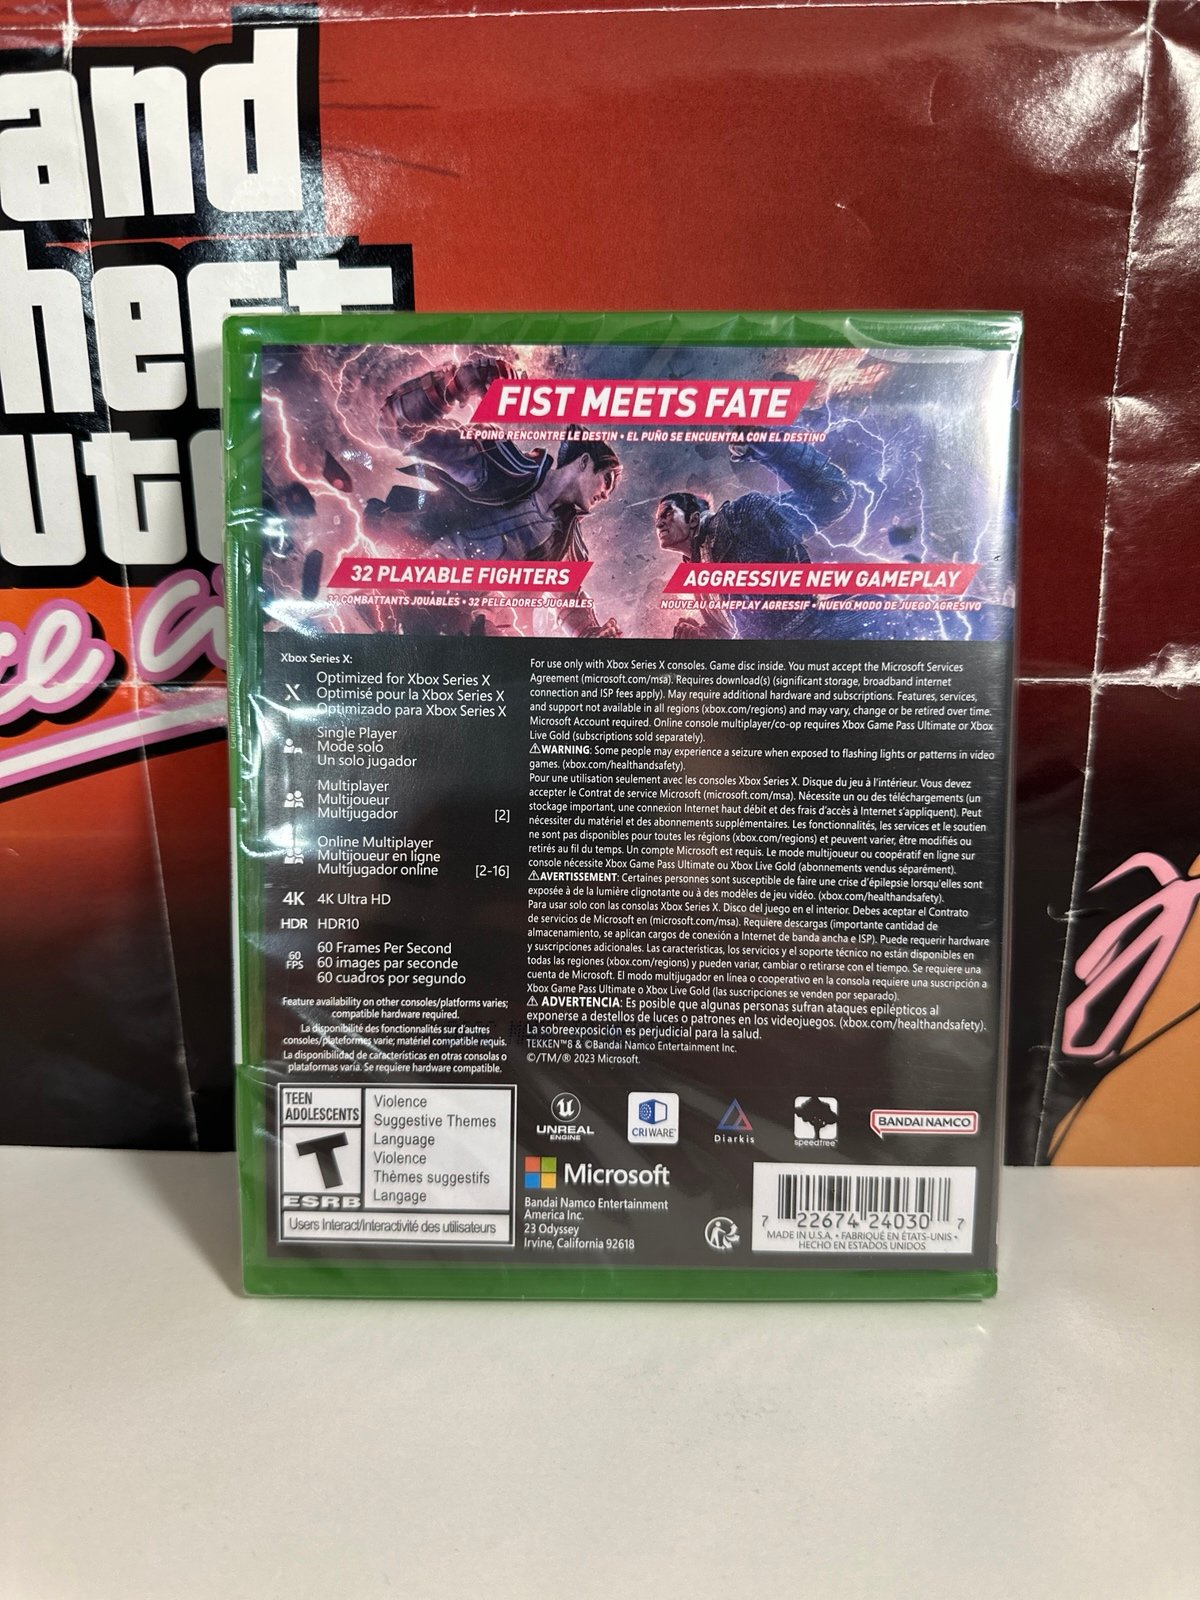 and
heft
uto
FIST MEETS FATE
LE POING RENCONTRE LE DESTIN • EL PUÑO SE ENCUENTRA CON EL DESTINO
32 PLAYABLE FIGHTERS
32 COMBATTANTS JOUABLES • 32 PELEADORES JUGABLES
AGGRESSIVE NEW GAMEPLAY
NOUVEAU GAMEPLAY AGRESSIF • NUEVO MODO DE JUEGO AGRESIVO
Xbox Series X:
X
Optimized for Xbox Series X
Optimisé pour la Xbox Series X
Optimizado para Xbox Series X
Single Player
Mode solo
Un solo jugador
Multiplayer
Multijoueur
Multijugador [2]
Online Multiplayer
Multijoueur en ligne
Multijugador online [2-16]
4K 4K Ultra HD
HDR HDR10
60 FPS
60 Frames Per Second
60 images par seconde
60 cuadros por segundo
Feature availability on other consoles/platforms varies;
compatible hardware required.
La disponibilité des fonctionnalités sur d'autres
consoles/plateformes varie; matériel compatible requis.
La disponibilidad de características en otras consolas o
plataformas varía. Se requiere hardware compatible.
For use only with Xbox Series X consoles. Game disc inside. You must accept the Microsoft Services
Agreement (microsoft.com/msa). Requires download(s) (significant storage, broadband internet
connection and ISP fees apply). May require additional hardware and subscriptions. Features, services,
and support not available in all regions (xbox.com/regions) and may vary, change or be retired over time.
Microsoft Account required. Online console multiplayer/co-op requires Xbox Game Pass Ultimate or Xbox
Live Gold (subscriptions sold separately).
⚠WARNING: Some people may experience a seizure when exposed to flashing lights or patterns in video
games. (xbox.com/healthandsafety).
Pour une utilisation seulement avec les consoles Xbox Series X. Disque du jeu à l'intérieur. Vous devez
accepter le Contrat de service Microsoft (microsoft.com/msa). Nécessite un ou des téléchargements (un
stockage important, une connexion Internet haut débit et des frais d'accès à Internet s'appliquent). Peut
nécessiter du matériel et des abonnements supplémentaires. Les fonctionnalités, les services et le soutien
ne sont pas disponibles pour toutes les régions (xbox.com/regions) et peuvent varier, être modifiés ou
retirés au fil du temps. Un compte Microsoft est requis. Le mode multijoueur ou coopératif en ligne sur
console nécessite Xbox Game Pass Ultimate ou Xbox Live Gold (abonnements vendus séparément).
⚠AVERTISSEMENT: Certaines personnes sont susceptible de faire une crise d'épilepsie lorsqu'elles sont
exposée à de la lumière clignotante ou à des modèles de jeu vidéo. (xbox.com/healthandsafety).
Para usar solo con las consolas Xbox Series X. Disco del juego en el interior. Debes aceptar el Contrato
de servicios de Microsoft en (microsoft.com/msa). Requiere descargas (importante cantidad de
almacenamiento, se aplican cargos de conexión a Internet de banda ancha e ISP). Puede requerir hardware
y suscripciones adicionales. Las características, los servicios y el soporte técnico no están disponibles en
todas las regiones (xbox.com/regions) y pueden variar, cambiar o retirarse con el tiempo. Se requiere una
cuenta de Microsoft. El modo multijugador en línea o cooperativo en la consola requiere una suscripción a
Xbox Game Pass Ultimate o Xbox Live Gold (las suscripciones se venden por separado).
⚠ ADVERTENCIA: Es posible que algunas personas sufran ataques epilépticos al
exponerse a destellos de luces o patrones en los videojuegos. (xbox.com/healthandsafety).
La sobreexposición es perjudicial para la salud.
TEKKEN™8 & ©Bandai Namco Entertainment Inc.
©/TM/® 2023 Microsoft.
TEEN
ADOLESCENTS
T
ESRB
Violence
Suggestive Themes
Language
Violence
Thèmes suggestifs
Langage
Users Interact/Interactivité des utilisateurs
UNREAL
ENGINE
CRIWARE
Diarkis
speedtree
BANDAI NAMCO
Microsoft
Bandai Namco Entertainment
America Inc.
23 Odyssey
Irvine, California 92618
7 22674 24030 7
MADE IN U.S.A. • FABRIQUÉ EN ÉTATS-UNIS •
HECHO EN ESTADOS UNIDOS